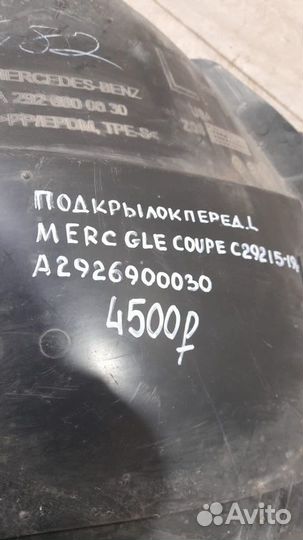 MERCEDES-BENZ
A 292 690 00 30
>PP/EPDM, TPE-S<
L
ПОДКРЫЛОК ПЕРЕД. L
MERC GLE COUPE C292 15-19
A2926900030
4500₽
Avito